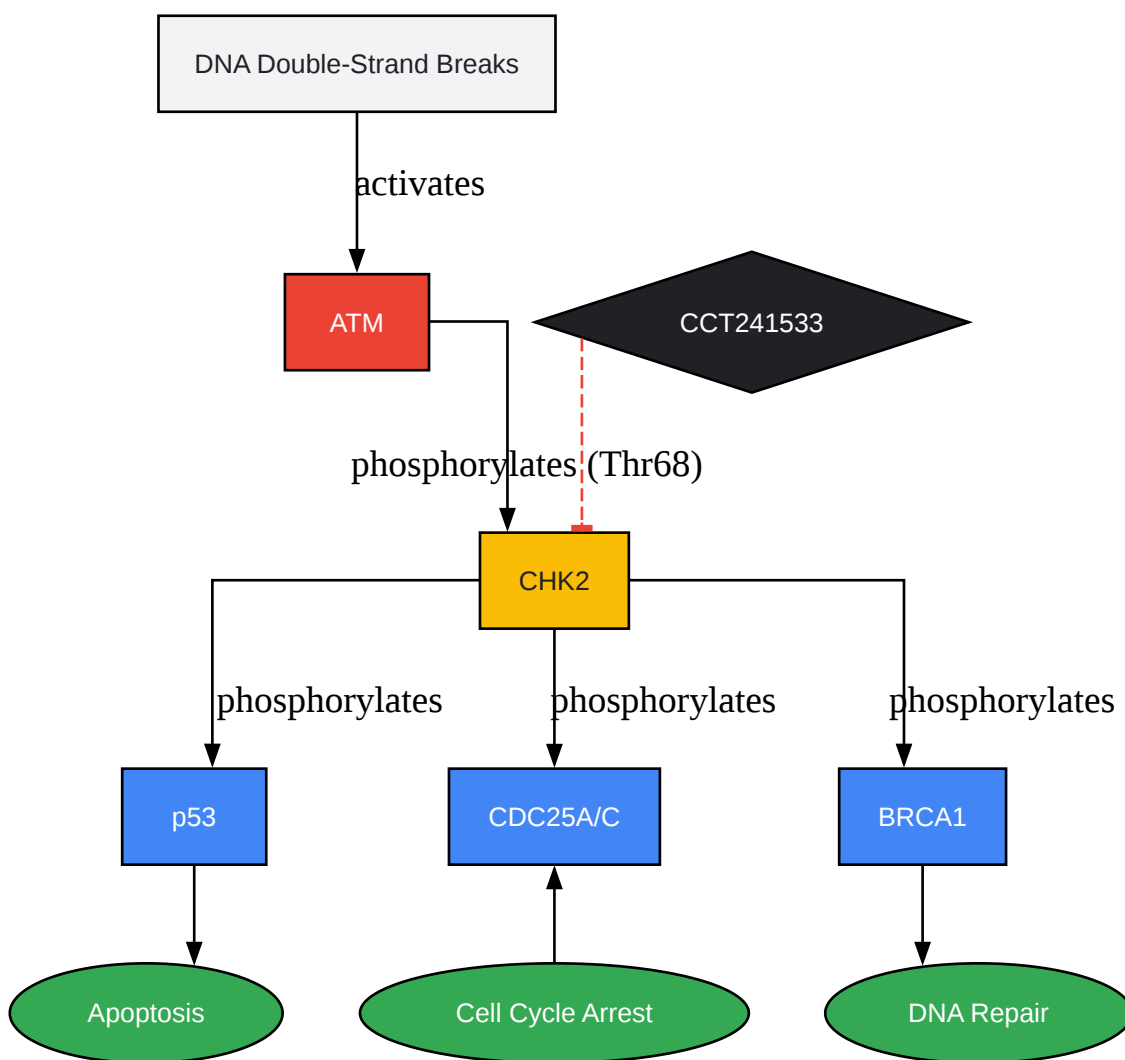 DNA Double-Strand Breaks
activates
ATM
CCT241533
phosphorylates (Thr68)
CHK2
phosphorylates
phosphorylates
phosphorylates
p53
CDC25A/C
BRCA1
Apoptosis
Cell Cycle Arrest
DNA Repair